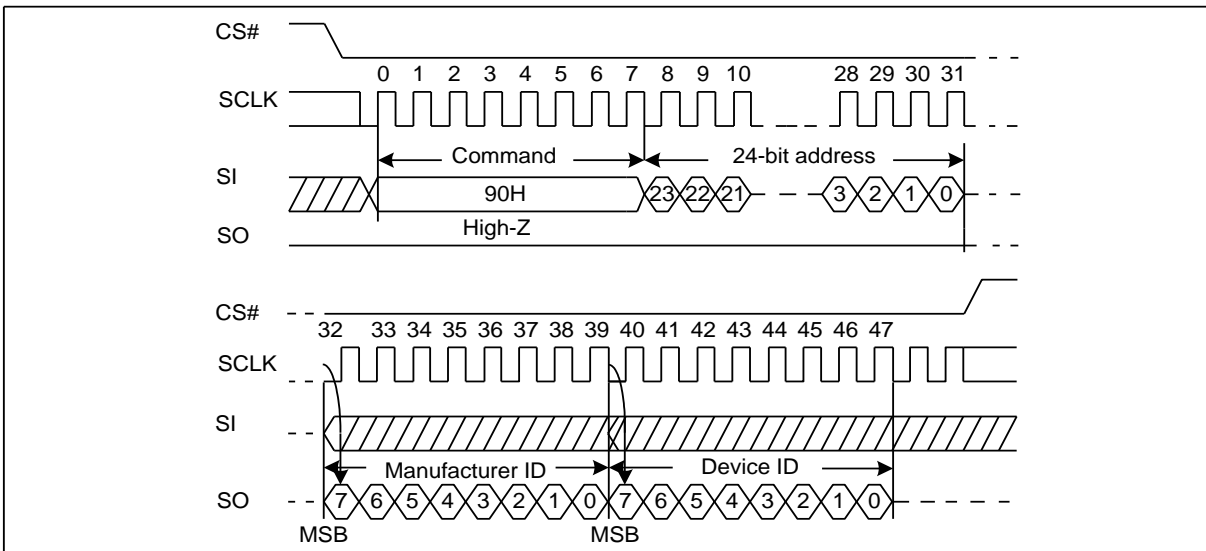 CS#
0 1 2 3 4 5 6 7 8 9 10 28 29 30 31
SCLK
Command 24-bit address
SI
90H 23 22 21 3 2 1 0
High-Z
SO
CS#
32 33 34 35 36 37 38 39 40 41 42 43 44 45 46 47
SCLK
SI
Manufacturer ID Device ID
SO 7 6 5 4 3 2 1 0 7 6 5 4 3 2 1 0
MSB MSB